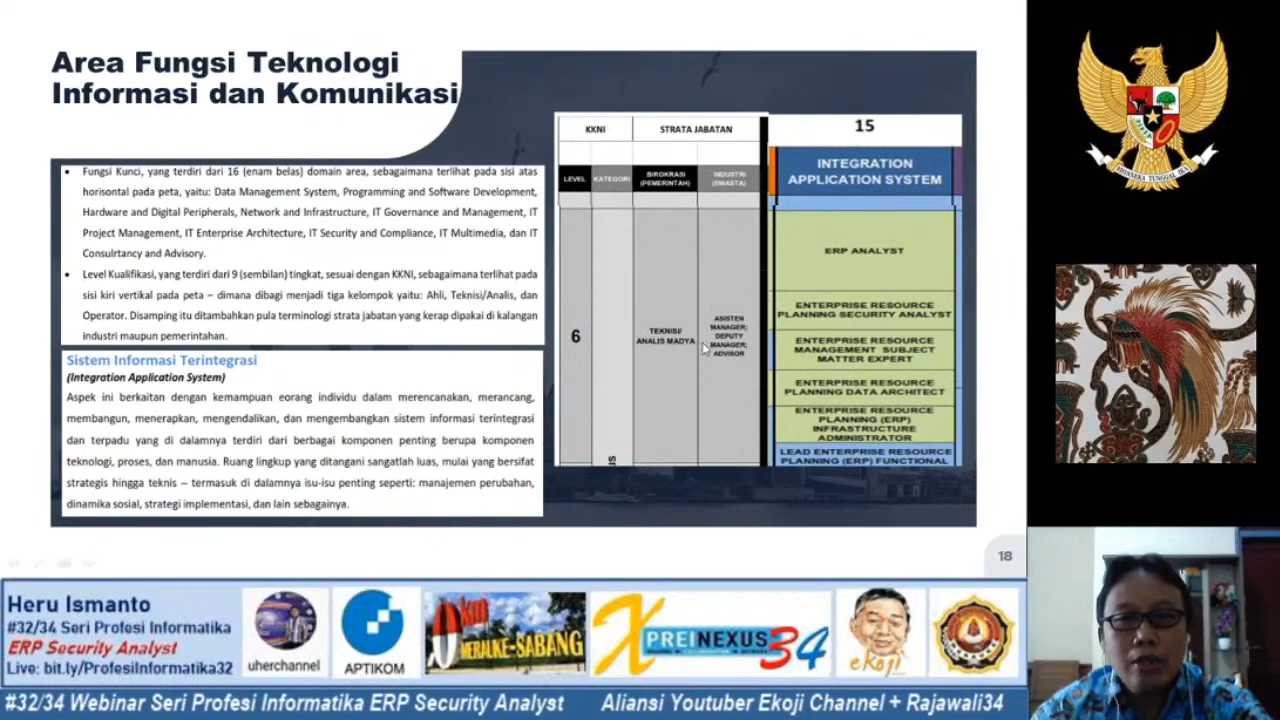 Area Fungsi Teknologi
Informasi dan Komunikasi
• Fungsi Kunci, yang terdiri dari 16 (enam belas) domain area, sebagaimana terlihat pada sisi atas
horisontal pada peta, yaitu: Data Management System, Programming and Software Development,
Hardware and Digital Peripherals, Network and Infrastructure, IT Governance and Management, IT
Project Management, IT Enterprise Architecture, IT Security and Compliance, IT Multimedia, dan IT
Consulrtancy and Advisory.
• Level Kualifikasi, yang terdiri dari 9 (sembilan) tingkat, sesuai dengan KKNI, sebagaimana terlihat pada
sisi kiri vertikal pada peta – dimana dibagi menjadi tiga kelompok yaitu: Ahli, Teknisi/Analis, dan
Operator. Disamping itu ditambahkan pula terminologi strata jabatan yang kerap dipakai di kalangan
industri maupun pemerintahan.
Sistem Informasi Terintegrasi
(Integration Application System)
Aspek ini berkaitan dengan kemampuan eorang individu dalam merencanakan, merancang,
membangun, menerapkan, mengendalikan, dan mengembangkan sistem informasi terintegrasi
dan terpadu yang di dalamnya terdiri dari berbagai komponen penting berupa komponen
teknologi, proses, dan manusia. Ruang lingkup yang ditangani sangatlah luas, mulai yang bersifat
strategis hingga teknis – termasuk di dalamnya isu-isu penting seperti: manajemen perubahan,
dinamika sosial, strategi implementasi, dan lain sebagainya.
KKNI
STRATA JABATAN
15
LEVEL
KATEGORI
BIROKRASI
(PEMERINTAH)
INDUSTRI
(SWASTA)
INTEGRATION
APPLICATION SYSTEM
6
TEKNISI/
ANALIS MADYA
ASISTEN
MANAGER;
DEPUTY
MANAGER;
ADVISOR
ERP ANALYST
ENTERPRISE RESOURCE
PLANNING SECURITY ANALYST
ENTERPRISE RESOURCE
MANAGEMENT SUBJECT
MATTER EXPERT
ENTERPRISE RESOURCE
PLANNING DATA ARCHITECT
ENTERPRISE RESOURCE
PLANNING (ERP)
INFRASTRUCTURE
ADMINISTRATOR
LEAD ENTERPRISE RESOURCE
PLANNING (ERP) FUNCTIONAL
18
BHINNEKA TUNGGAL IKA
Heru Ismanto
#32/34 Seri Profesi Informatika
ERP Security Analyst
Live: bit.ly/ProfesiInformatika32
uherchannel
APTIKOM
0 km
MERAUKE-SABANG
X
PREINEXUS
34
ekoji
#32/34 Webinar Seri Profesi Informatika ERP Security Analyst
Aliansi Youtuber Ekoji Channel + Rajawali34